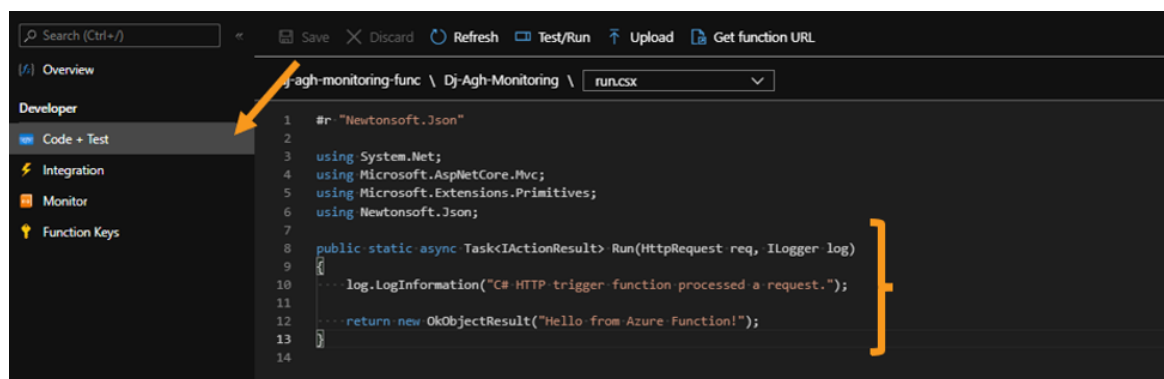 Search (Ctrl+/)
«
Save Discard Refresh Test/Run Upload Get function URL
Overview
Dj-Agh-Monitoring \ run.csx
Developer
Code + Test
Integration
Monitor
Function Keys
1 #r "Newtonsoft.Json"
2
3 using System.Net;
4 using Microsoft.AspNetCore.Mvc;
5 using Microsoft.Extensions.Primitives;
6 using Newtonsoft.Json;
7
8 public static async Task<IActionResult> Run(HttpRequest req, ILogger log)
9 {
10 log.LogInformation("C# HTTP trigger function processed a request.");
11
12 return new OkObjectResult("Hello from Azure Function!");
13 }
14